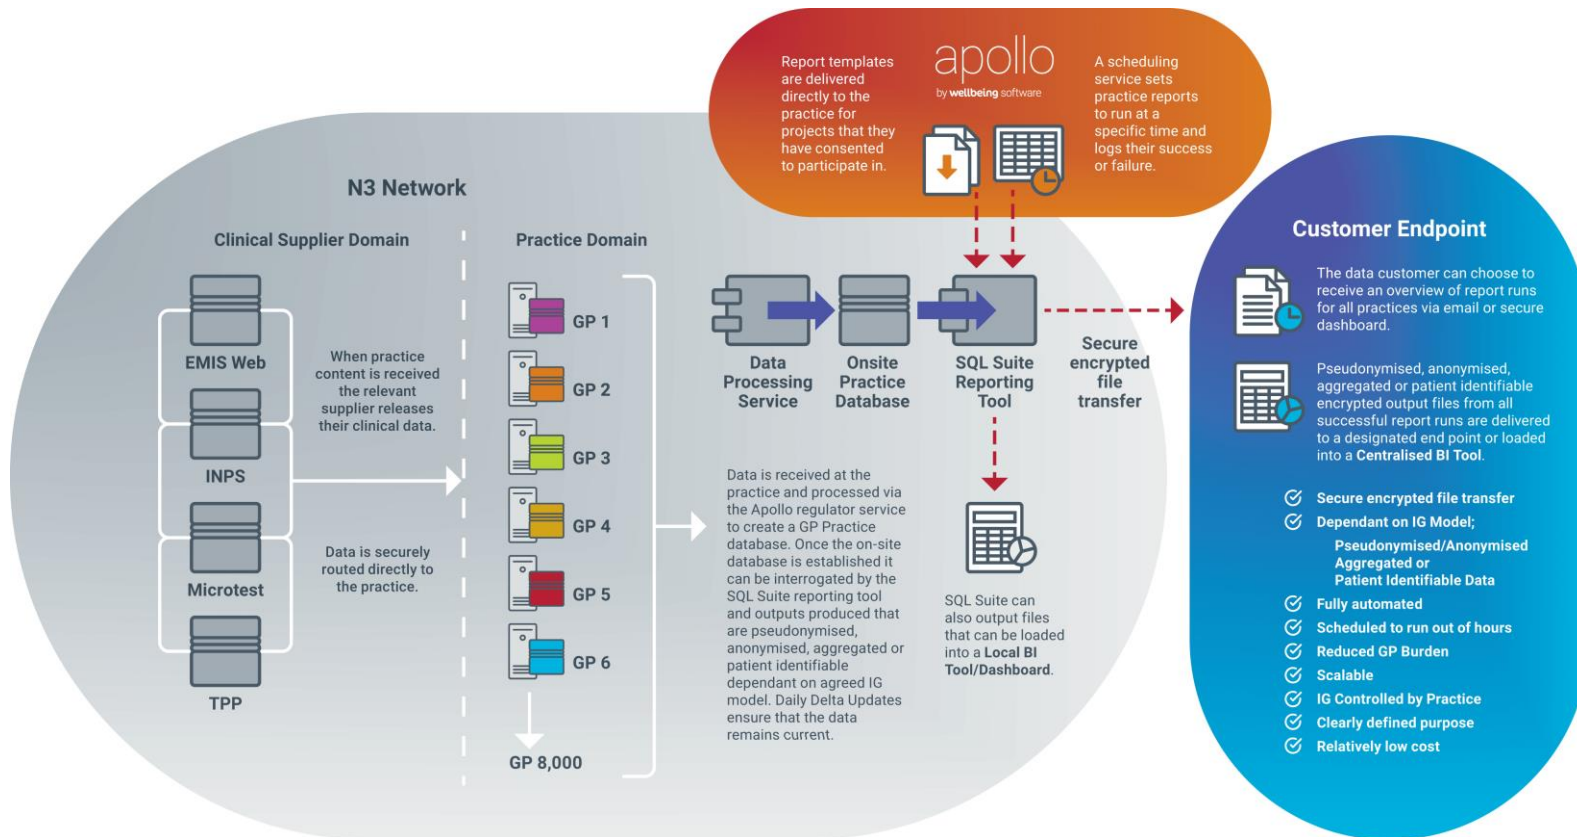 Report templates
are delivered
directly to the
practice for
projects that they
have consented
to participate in.
apollo
by wellbeing software
A scheduling
service sets
practice reports
to run at a
specific time and
logs their success
or failure.
N3 Network
Clinical Supplier Domain
EMIS Web
INPS
Microtest
TPP
When practice
content is received
the relevant
supplier releases
their clinical data.
Data is securely
routed directly to
the practice.
Practice Domain
GP 1
GP 2
GP 3
GP 4
GP 5
GP 6
GP 8,000
Data
Processing
Service
Onsite
Practice
Database
SQL Suite
Reporting
Tool
Secure
encrypted
file
transfer
Data is received at the
practice and processed via
the Apollo regulator service
to create a GP Practice
database. Once the on-site
database is established it
can be interrogated by the
SQL Suite reporting tool
and outputs produced that
are pseudonymised,
anonymised, aggregated or
patient identifiable
dependant on agreed IG
model. Daily Delta Updates
ensure that the data
remains current.
SQL Suite can
also output files
that can be loaded
into a Local BI
Tool/Dashboard.
Customer Endpoint
The data customer can choose to
receive an overview of report runs
for all practices via email or secure
dashboard.
Pseudonymised, anonymised,
aggregated or patient identifiable
encrypted output files from all
successful report runs are delivered
to a designated end point or loaded
into a Centralised BI Tool.
Secure encrypted file transfer
Dependant on IG Model;
Pseudonymised/Anonymised
Aggregated or
Patient Identifiable Data
Fully automated
Scheduled to run out of hours
Reduced GP Burden
Scalable
IG Controlled by Practice
Clearly defined purpose
Relatively low cost